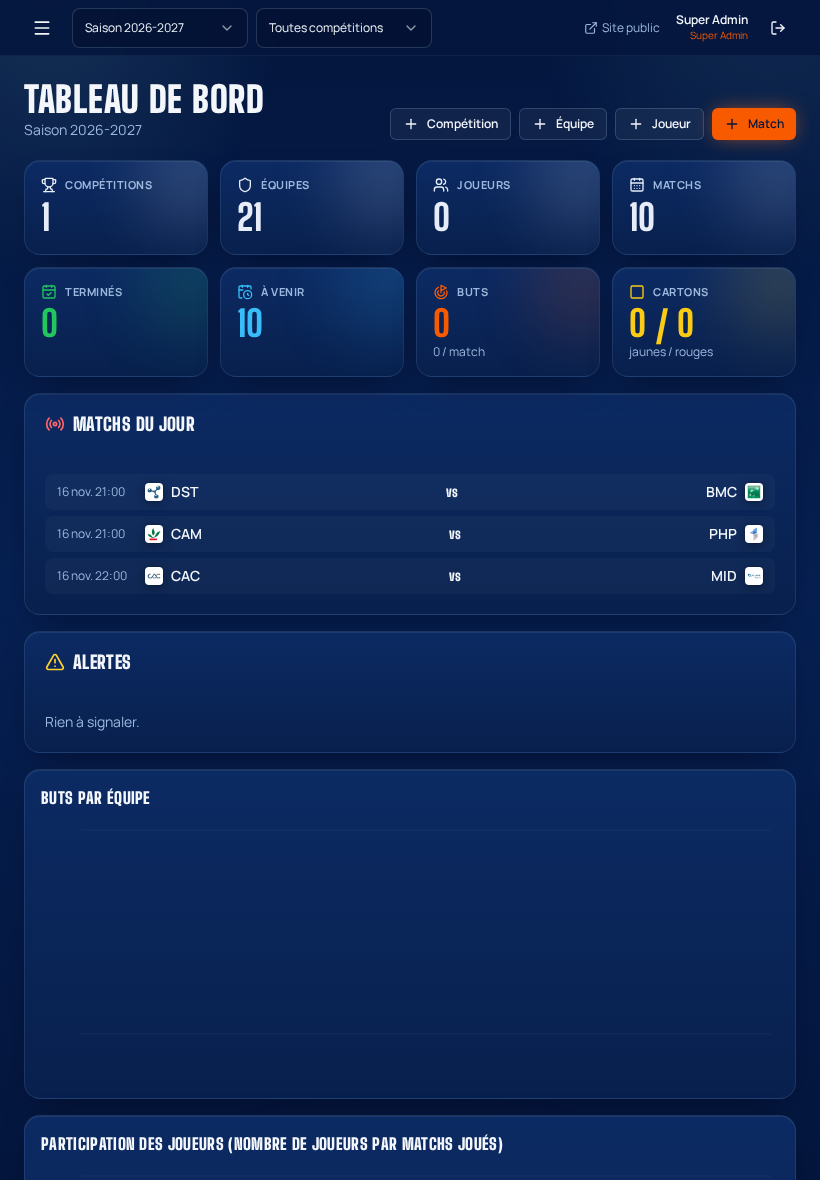 Saison 2026-2027
Toutes compétitions
Site public
Super Admin
Super Admin
TABLEAU DE BORD
Saison 2026-2027
Compétition
Équipe
Joueur
Match
COMPÉTITIONS
1
ÉQUIPES
21
JOUEURS
0
MATCHS
10
TERMINÉS
0
À VENIR
10
BUTS
0
0 / match
CARTONS
0 / 0
jaunes / rouges
MATCHS DU JOUR
16 nov. 21:00 DST VS BMC
16 nov. 21:00 CAM VS PHP
16 nov. 22:00 CAC VS MID
ALERTES
Rien à signaler.
BUTS PAR ÉQUIPE
PARTICIPATION DES JOUEURS (NOMBRE DE JOUEURS PAR MATCHS JOUÉS)